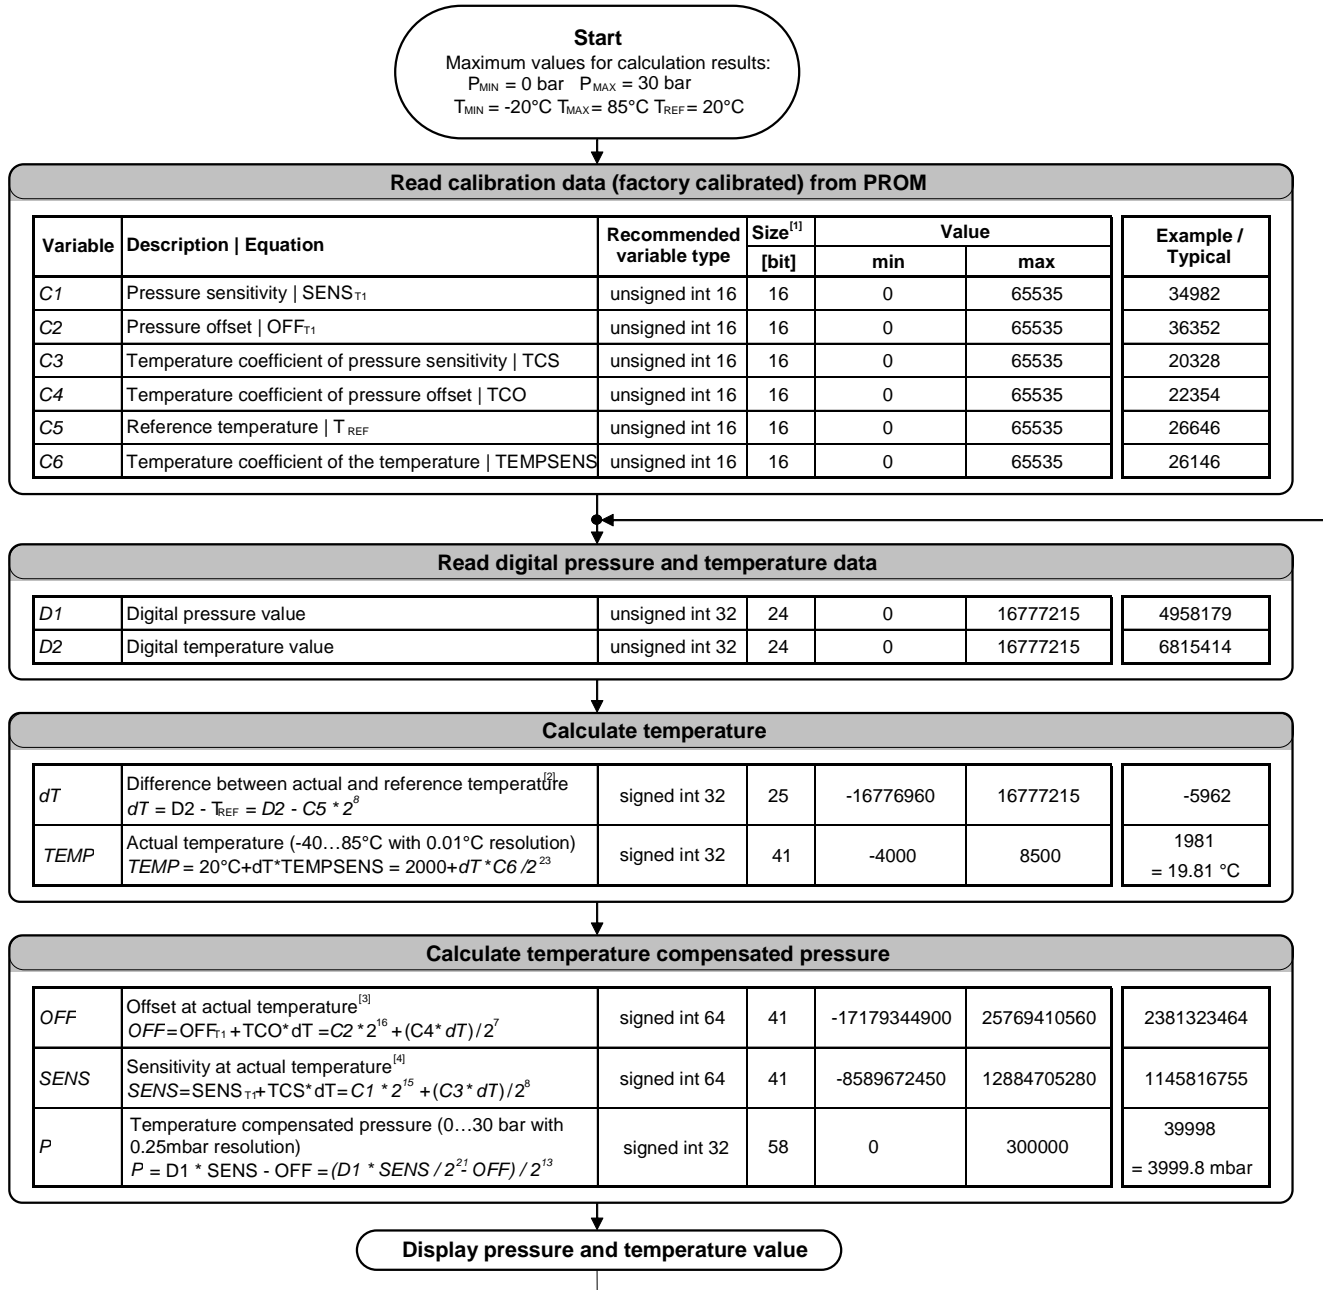 Start
Maximum values for calculation results:
PMIN = 0 bar PMAX = 30 bar
TMIN = -20°C TMAX = 85°C TREF = 20°C
Read calibration data (factory calibrated) from PROM
Variable Description | Equation Recommended variable type Size[1] [bit] Value min max Example / Typical
C1 Pressure sensitivity | SENST1 unsigned int 16 16 0 65535 34982
C2 Pressure offset | OFFT1 unsigned int 16 16 0 65535 36352
C3 Temperature coefficient of pressure sensitivity | TCS unsigned int 16 16 0 65535 20328
C4 Temperature coefficient of pressure offset | TCO unsigned int 16 16 0 65535 22354
C5 Reference temperature | TREF unsigned int 16 16 0 65535 26646
C6 Temperature coefficient of the temperature | TEMPSENS unsigned int 16 16 0 65535 26146
Read digital pressure and temperature data
D1 Digital pressure value unsigned int 32 24 0 16777215 4958179
D2 Digital temperature value unsigned int 32 24 0 16777215 6815414
Calculate temperature
dT Difference between actual and reference temperature[2]
dT = D2 - TREF = D2 - C5 * 2^8 signed int 32 25 -16776960 16777215 -5962
TEMP Actual temperature (-40…85°C with 0.01°C resolution)
TEMP = 20°C+dT*TEMPSENS = 2000+dT*C6/2^23 signed int 32 41 -4000 8500 1981
= 19.81 °C
Calculate temperature compensated pressure
OFF Offset at actual temperature[3]
OFF=OFFT1+TCO*dT =C2*2^16 +(C4*dT)/2^7 signed int 64 41 -17179344900 25769410560 2381323464
SENS Sensitivity at actual temperature[4]
SENS=SENST1+TCS*dT=C1 * 2^15 +(C3*dT)/2^8 signed int 64 41 -8589672450 12884705280 1145816755
P Temperature compensated pressure (0…30 bar with
0.25mbar resolution)
P = D1 * SENS - OFF =(D1 * SENS / 2^21 - OFF) / 2^13 signed int 32 58 0 300000 39998
= 3999.8 mbar
Display pressure and temperature value